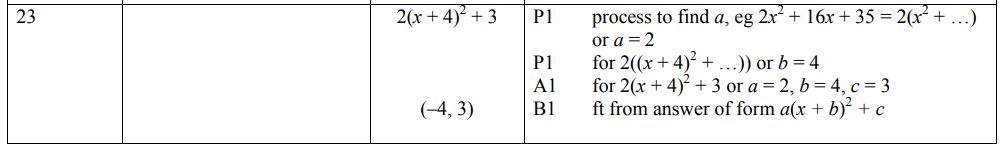 23 2(x + 4)² + 3 P1 process to find a, eg 2x² + 16x + 35 = 2(x² + …)
or a = 2
P1 for 2((x + 4)² + …)) or b = 4
A1 for 2(x + 4)² + 3 or a = 2, b = 4, c = 3
(–4, 3) B1 ft from answer of form a(x + b)² + c